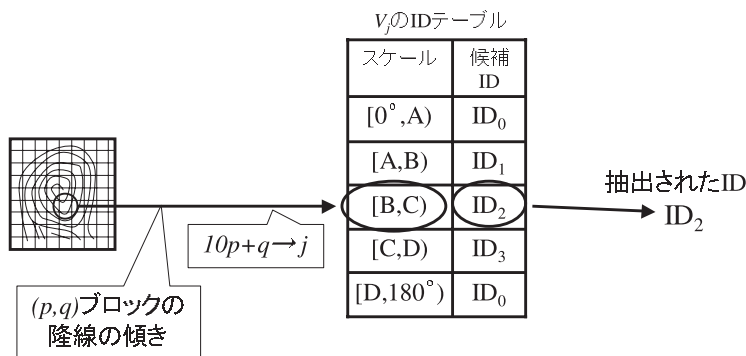 VjのIDテーブル
スケール 候補
ID
[0°,A) ID0
[A,B) ID1
[B,C) ID2
[C,D) ID3
[D,180°) ID0
10p+q→j
(p,q)ブロックの
隆線の傾き
抽出されたID
ID2